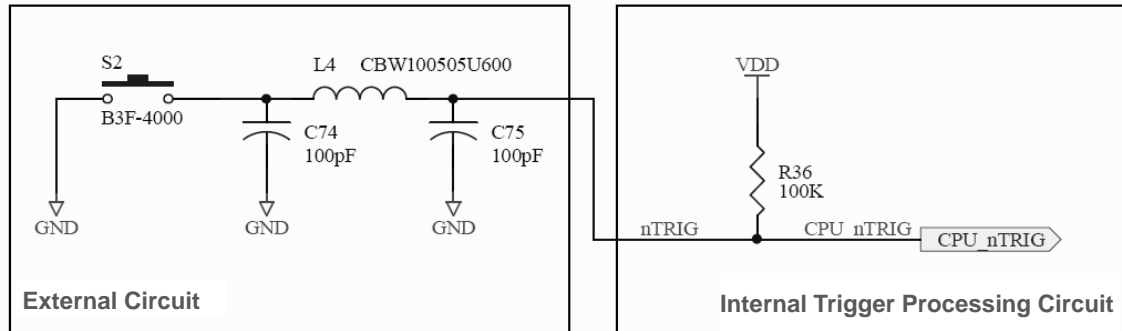 S2
B3F-4000
GND
L4 CBW100505U600
C74
100pF
GND
C75
100pF
GND
External Circuit
VDD
R36
100K
nTRIG
CPU_nTRIG
CPU_nTRIG
Internal Trigger Processing Circuit